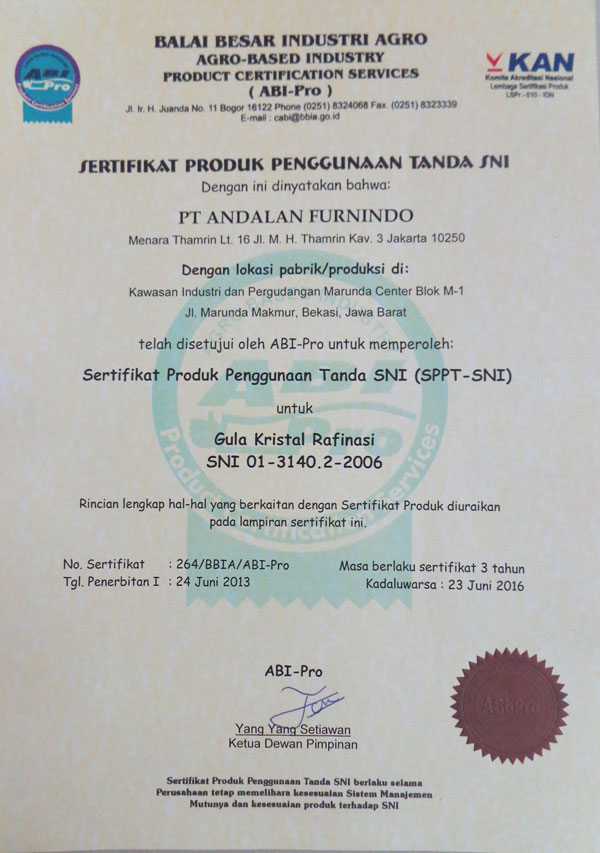 BALAI BESAR INDUSTRI AGRO
AGRO-BASED INDUSTRY
PRODUCT CERTIFICATION SERVICES
( ABI-Pro )
Jl. Ir. H. Juanda No. 11 Bogor 16122 Phone (0251) 8324068 Fax. (0251) 8323339
E-mail : cabi@bbia.go.id
ABI
Pro
KAN
Komite Akreditasi Nasional
Lembaga Sertifikasi Produk
LSPr - 010 - IDN
SERTIFIKAT PRODUK PENGGUNAAN TANDA SNI
Dengan ini dinyatakan bahwa:
PT ANDALAN FURNINDO
Menara Thamrin Lt. 16 Jl. M. H. Thamrin Kav. 3 Jakarta 10250
Dengan lokasi pabrik/produksi di:
Kawasan Industri dan Pergudangan Marunda Center Blok M-1
Jl. Marunda Makmur, Bekasi, Jawa Barat
telah disetujui oleh ABI-Pro untuk memperoleh:
Sertifikat Produk Penggunaan Tanda SNI (SPPT-SNI)
untuk
Gula Kristal Rafinasi
SNI 01-3140.2-2006
Rincian lengkap hal-hal yang berkaitan dengan Sertifikat Produk diuraikan
pada lampiran sertifikat ini.
No. Sertifikat : 264/BBIA/ABI-Pro
Tgl. Penerbitan I : 24 Juni 2013
Masa berlaku sertifikat 3 tahun
Kadaluwarsa : 23 Juni 2016
ABI-Pro
Yang Yang Setiawan
Ketua Dewan Pimpinan
ABI-Pro
Sertifikat Produk Penggunaan Tanda SNI berlaku selama
Perusahaan tetap memelihara kesesuaian Sistem Manajemen
Mutunya dan kesesuaian produk terhadap SNI